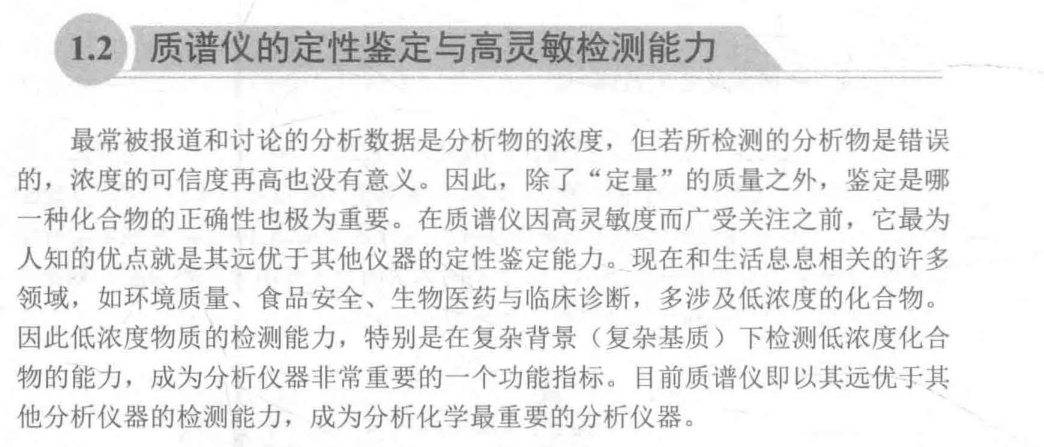 1.2 质谱仪的定性鉴定与高灵敏检测能力
最常被报道和讨论的分析数据是分析物的浓度，但若所检测的分析物是错误
的，浓度的可信度再高也没有意义。因此，除了“定量”的质量之外，鉴定是哪
一种化合物的正确性也极为重要。在质谱仪因高灵敏度而广受关注之前，它最为
人知的优点就是其远优于其他仪器的定性鉴定能力。现在和生活息息相关的许多
领域，如环境质量、食品安全、生物医药与临床诊断，多涉及低浓度的化合物。
因此低浓度物质的检测能力，特别是在复杂背景（复杂基质）下检测低浓度化合
物的能力，成为分析仪器非常重要的一个功能指标。目前质谱仪即以其远优于其
他分析仪器的检测能力，成为分析化学最重要的分析仪器。